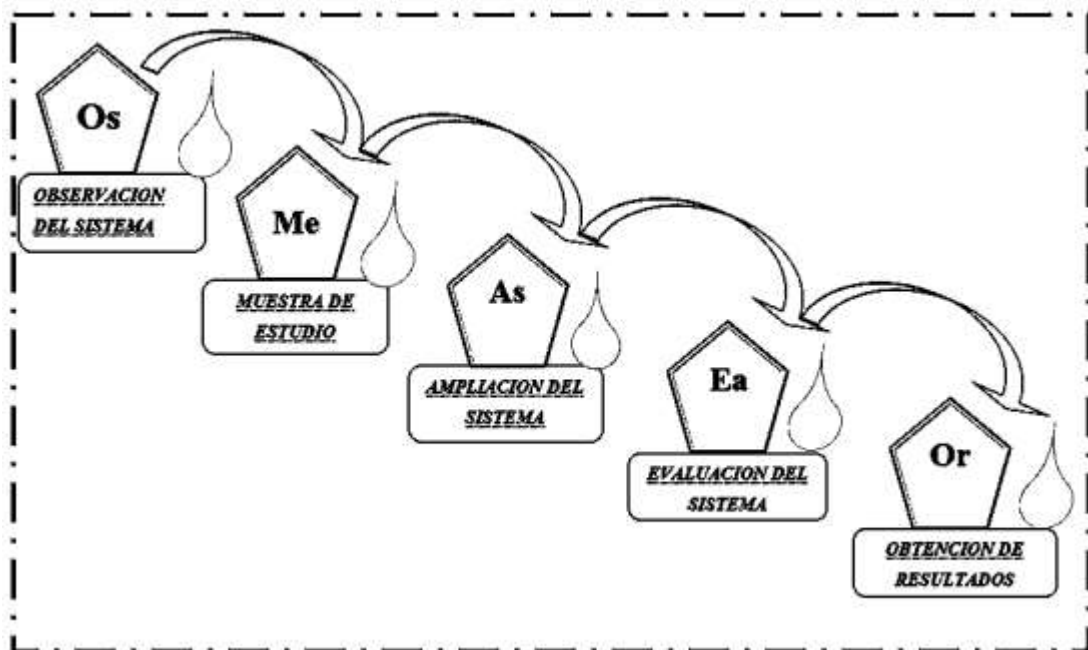 Os
OBSERVACION
DEL SISTEMA
Me
MUESTRA DE
ESTUDIO
As
AMPLIACION DEL
SISTEMA
Ea
EVALUACION DEL
SISTEMA
Or
OBTENCION DE
RESULTADOS